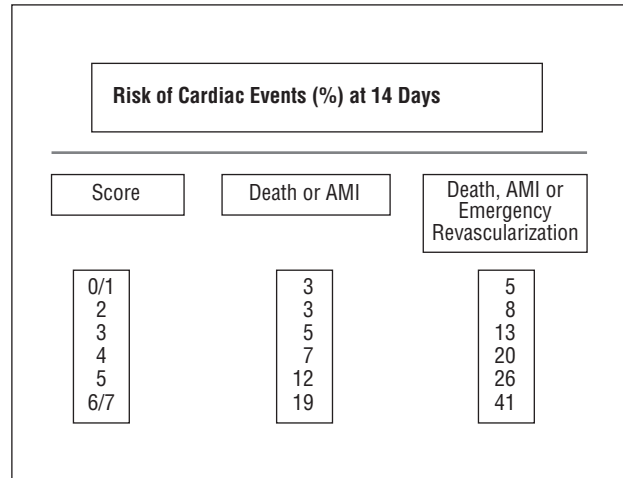 Risk of Cardiac Events (%) at 14 Days
Score Death or AMI Death, AMI or
Emergency
Revascularization
0/1 3 5
2 3 8
3 5 13
4 7 20
5 12 26
6/7 19 41